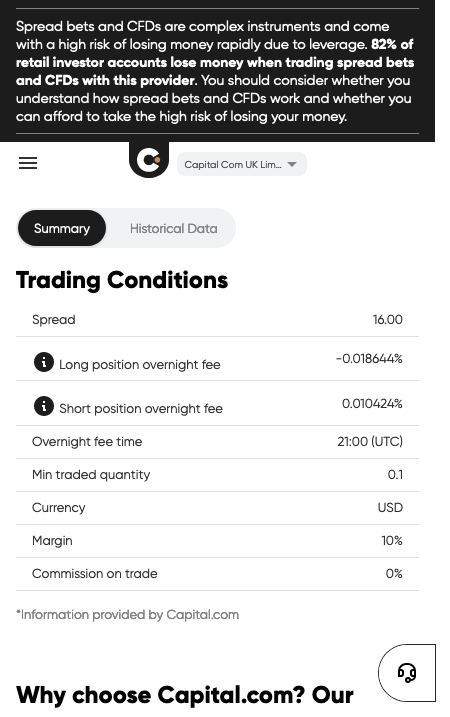 Spread bets and CFDs are complex instruments and come
with a high risk of losing money rapidly due to leverage. 82% of
retail investor accounts lose money when trading spread bets
and CFDs with this provider. You should consider whether you
understand how spread bets and CFDs work and whether you
can afford to take the high risk of losing your money.
Capital Com UK Lim...
Summary
Historical Data
Trading Conditions
Spread 16.00
Long position overnight fee -0.018644%
Short position overnight fee 0.010424%
Overnight fee time 21:00 (UTC)
Min traded quantity 0.1
Currency USD
Margin 10%
Commission on trade 0%
*Information provided by Capital.com
Why choose Capital.com? Our